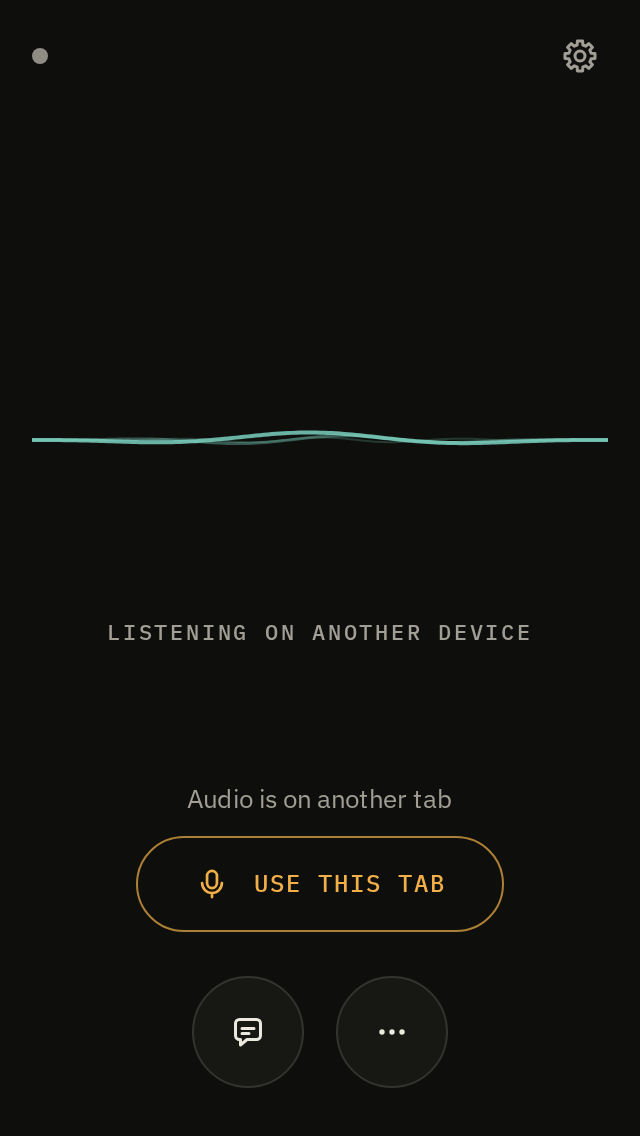 LISTENING ON ANOTHER DEVICE
Audio is on another tab
USE THIS TAB